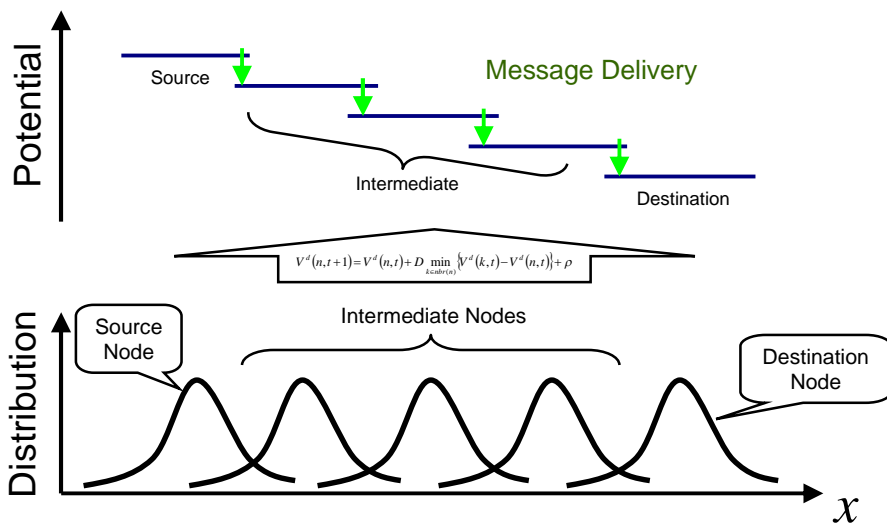 Potential
Source
Message Delivery
Intermediate
Destination
V^d(n,t+1)=V^d(n,t)+D min_{k∈nbr(n)}{V^d(k,t)−V^d(n,t)}+ρ
Distribution
Source
Node
Intermediate Nodes
Destination
Node
x